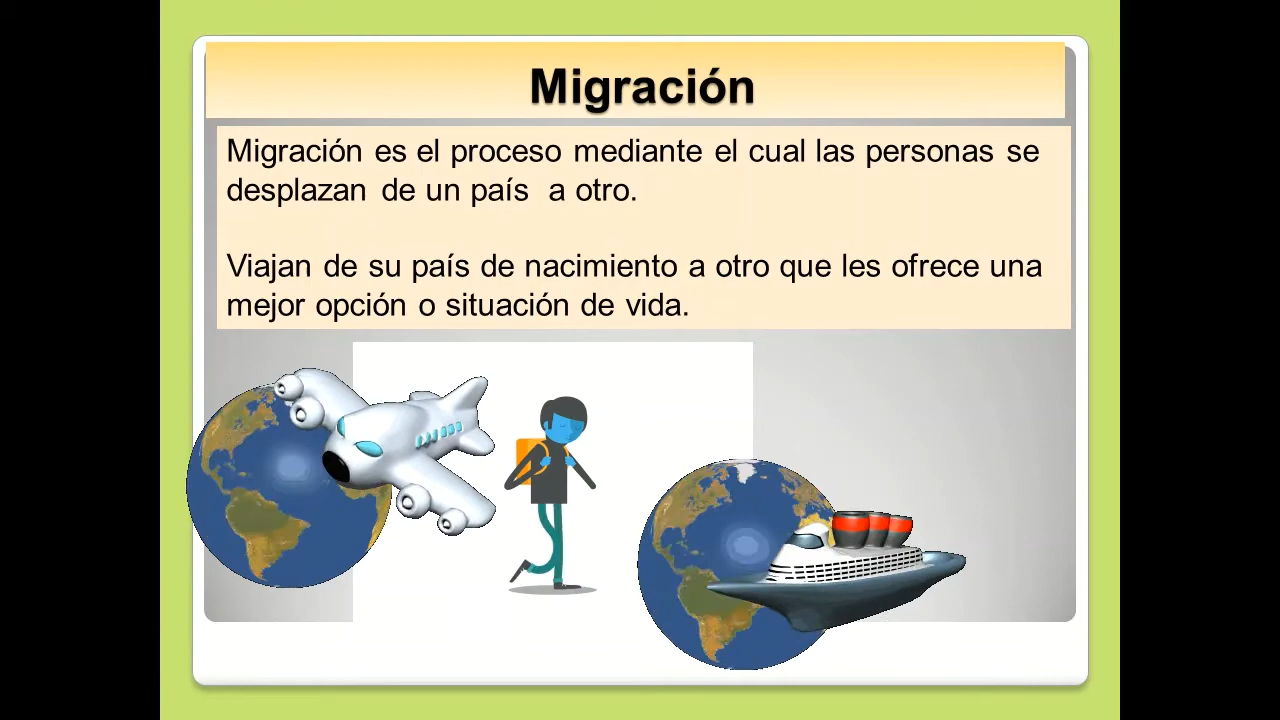 Migración
Migración es el proceso mediante el cual las personas se
desplazan de un país a otro.
Viajan de su país de nacimiento a otro que les ofrece una
mejor opción o situación de vida.